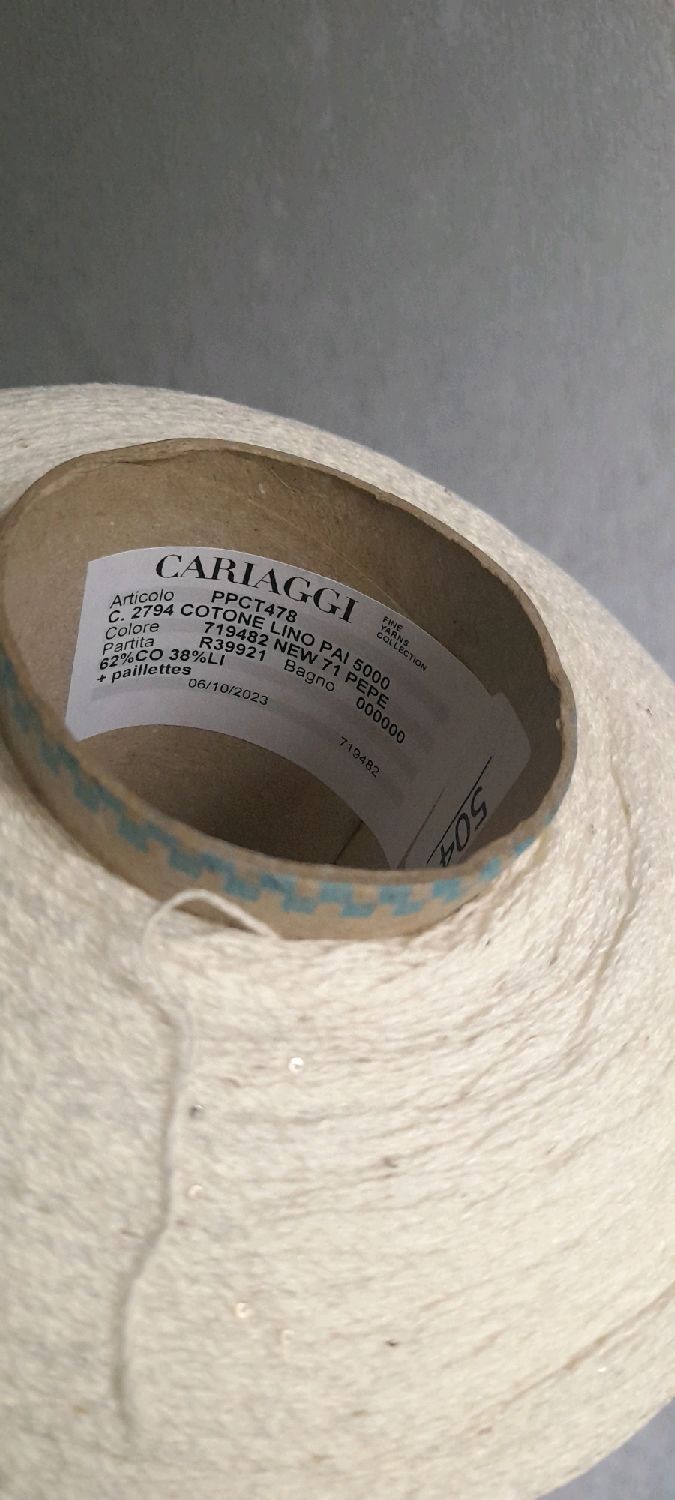 CARIAGGI
FINE
YARNS
COLLECTION
Articolo PPCT478
C. 2794 COTONE LINO PAI 5000
Colore 719482 NEW 71 PEPE
Partita R39921 Bagno 000000
62%CO 38%LI
+ paillettes
06/10/2023
719482
504